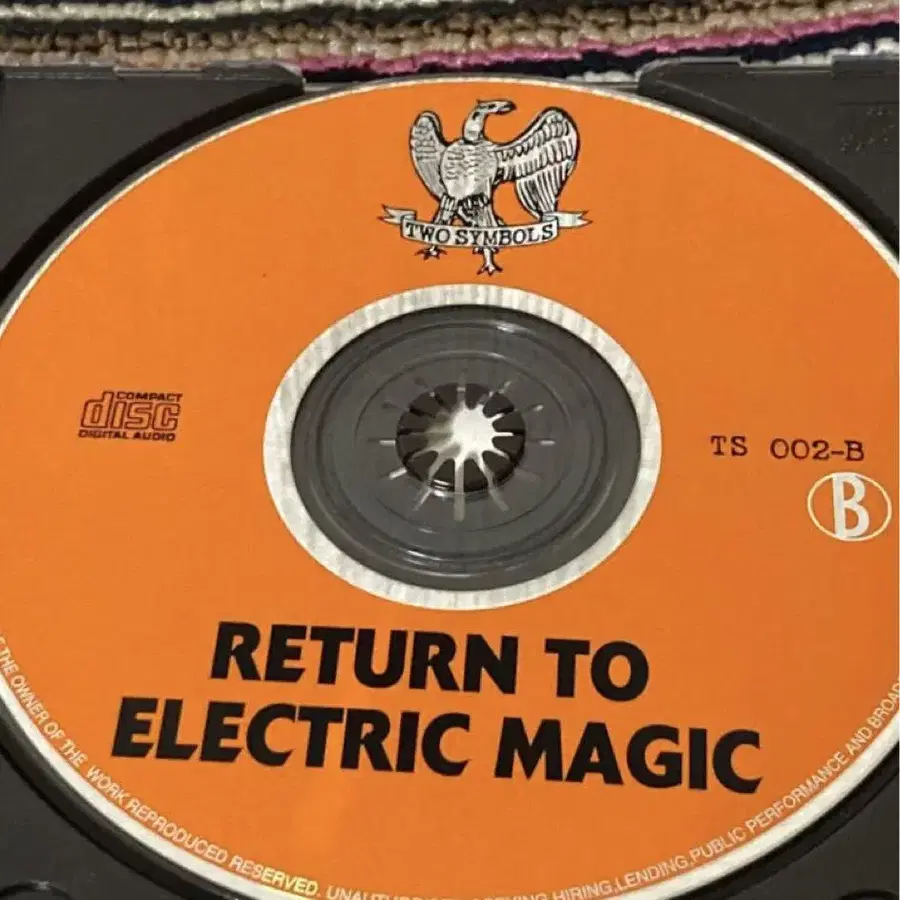 TWO SYMBOLS
COMPACT
disc
DIGITAL AUDIO
TS 002-B
B
RETURN TO
ELECTRIC MAGIC
THE OWNER OF THE WORK REPRODUCED RESERVED. HIRING, LENDING, PUBLIC PERFORMANCE AND